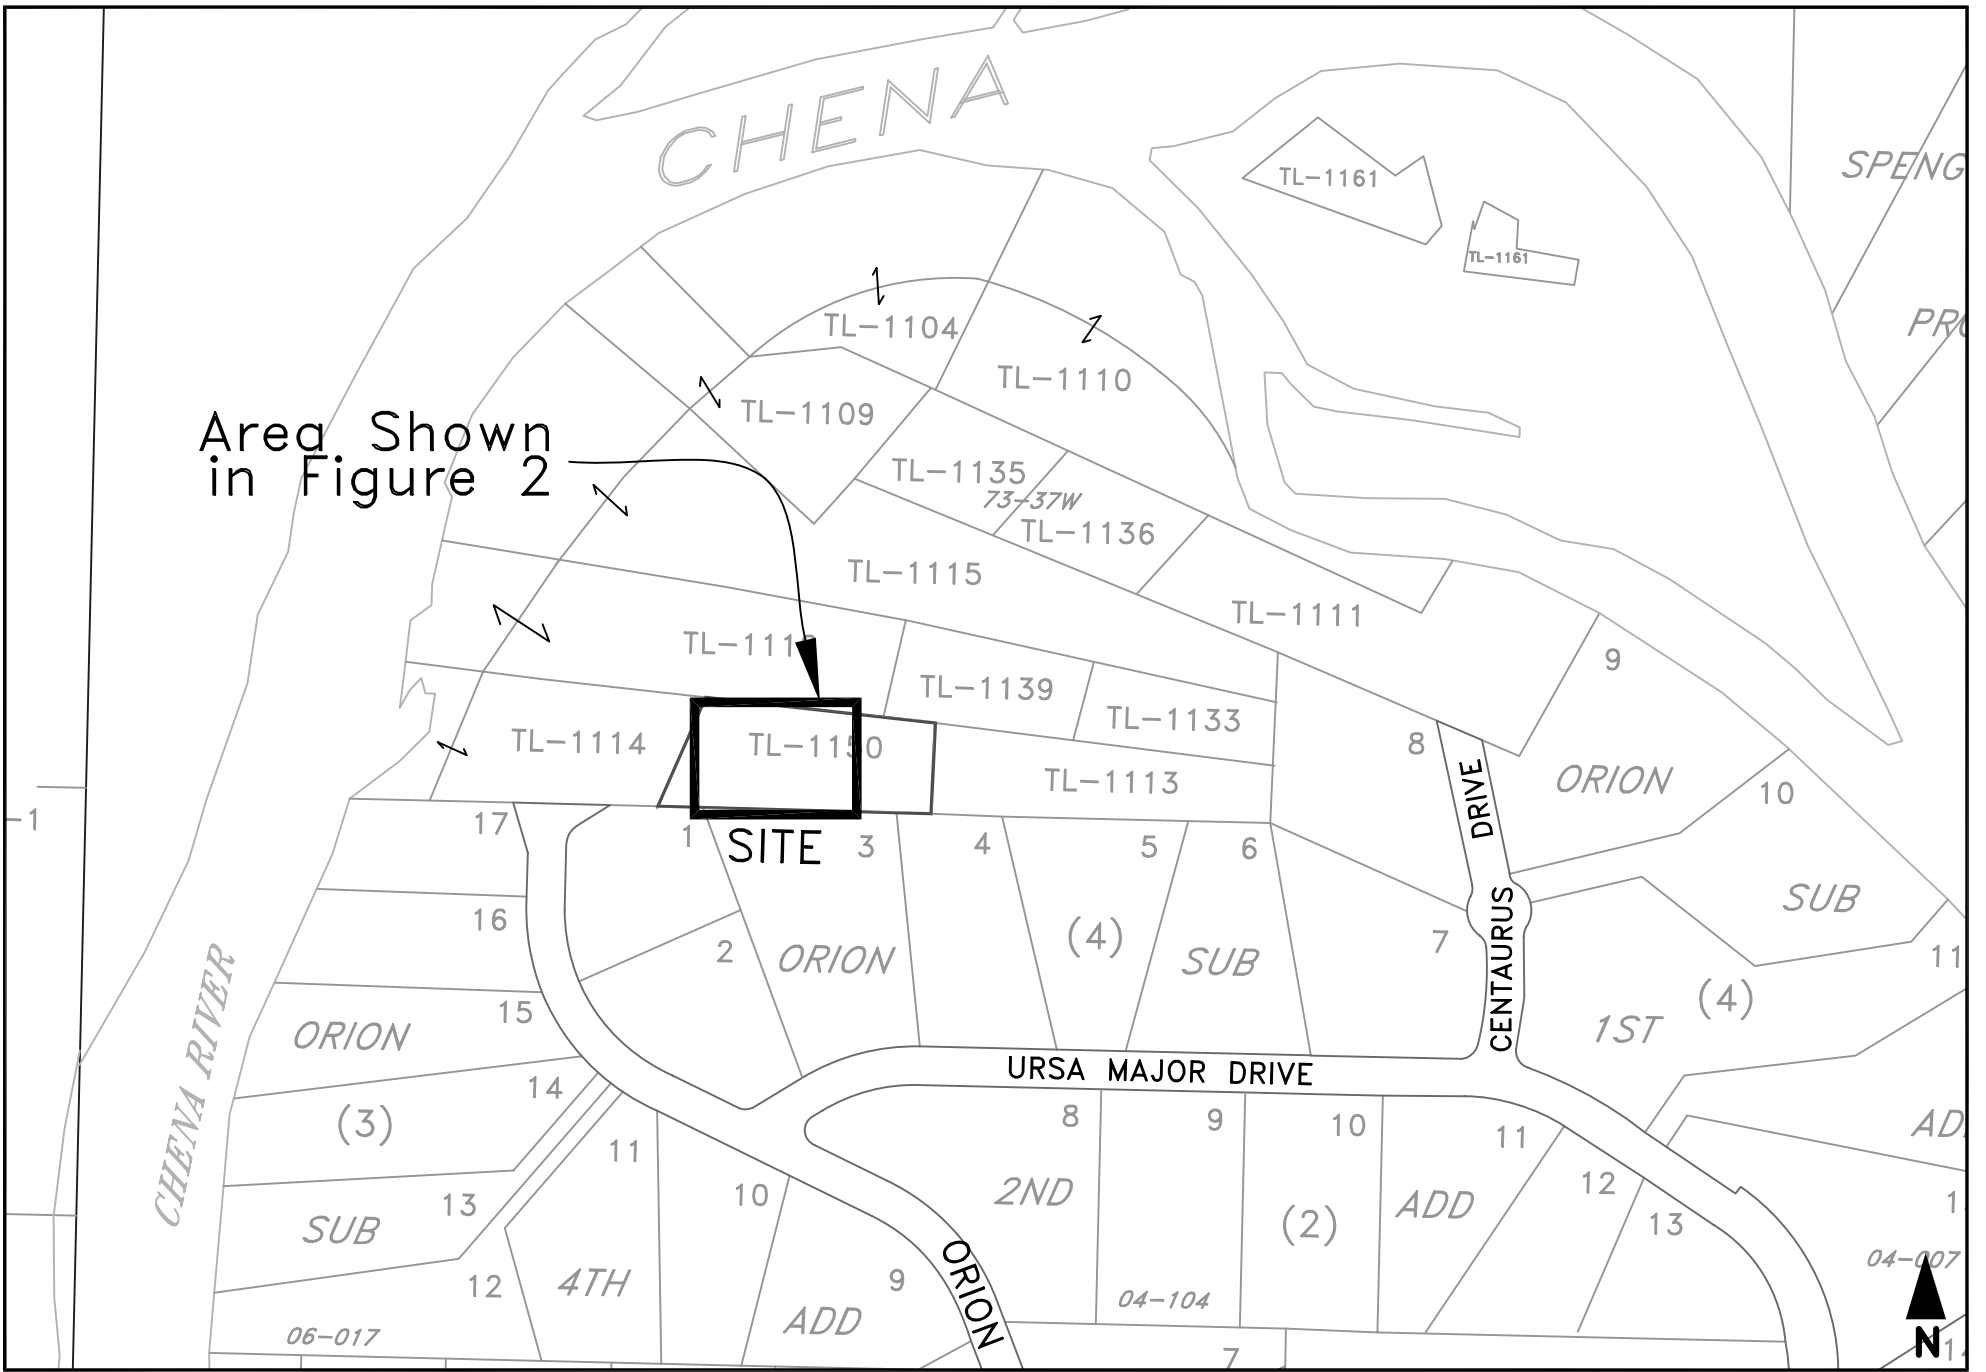 CHENA
SPENG
TL-1161
TL-1161
PRO
TL-1104
TL-1110
TL-1109
Area Shown
in Figure 2
TL-1135
73-37W
TL-1136
TL-1115
TL-1111
TL-111
9
TL-1139
TL-1133
TL-1114
TL-1150
TL-1113
8
DRIVE
ORION
10
-1
17
1
SITE
3
4
5
6
SUB
CENTAURUS
16
2
ORION
(4)
SUB
7
11
CHENA RIVER
15
ORION
(4)
1ST
URSA MAJOR DRIVE
14
(3)
11
8
9
10
11
AD
13
SUB
10
2ND
(2)
ADD
12
13
1
12
4TH
9
ADD
ORION
04-104
04-007
06-017
7
N